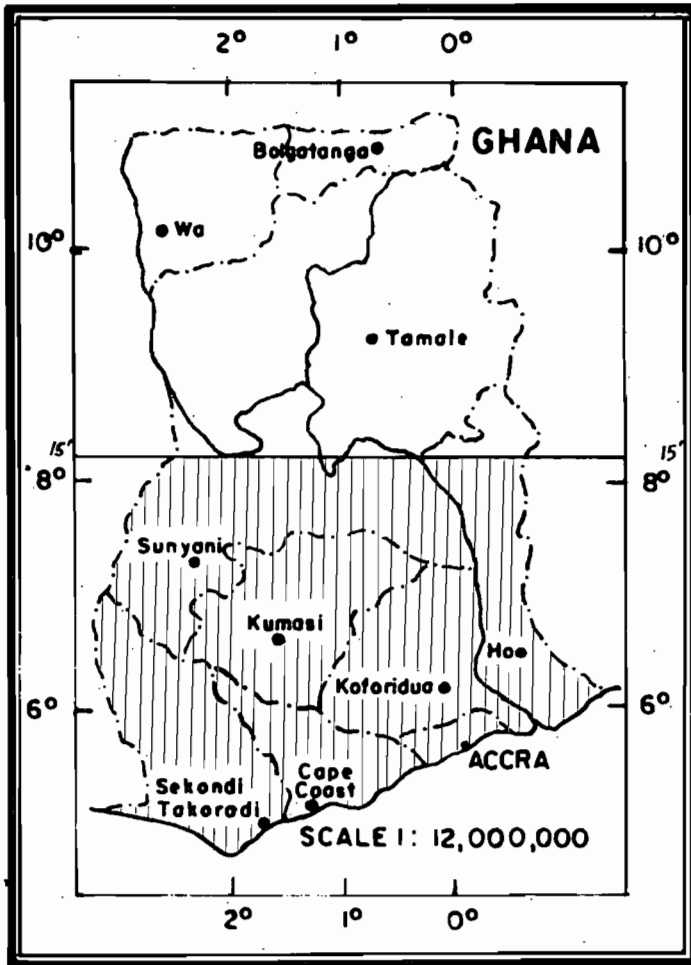 2° 1° 0°
GHANA
Bolgatanga
Wa
10° 10°
Tamale
15' 15'
8° 8°
Sunyani
Kumasi
Ho
Koforidua
6° 6°
ACCRA
Sekondi
Takoradi
Cape
Coast
SCALE 1: 12,000,000
2° 1° 0°